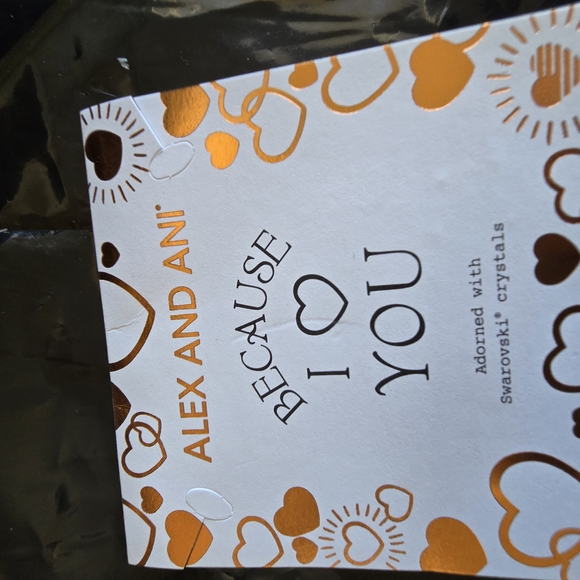 ALEX AND ANI®
BECAUSE
I ♡
YOU
Adorned with
Swarovski® crystals